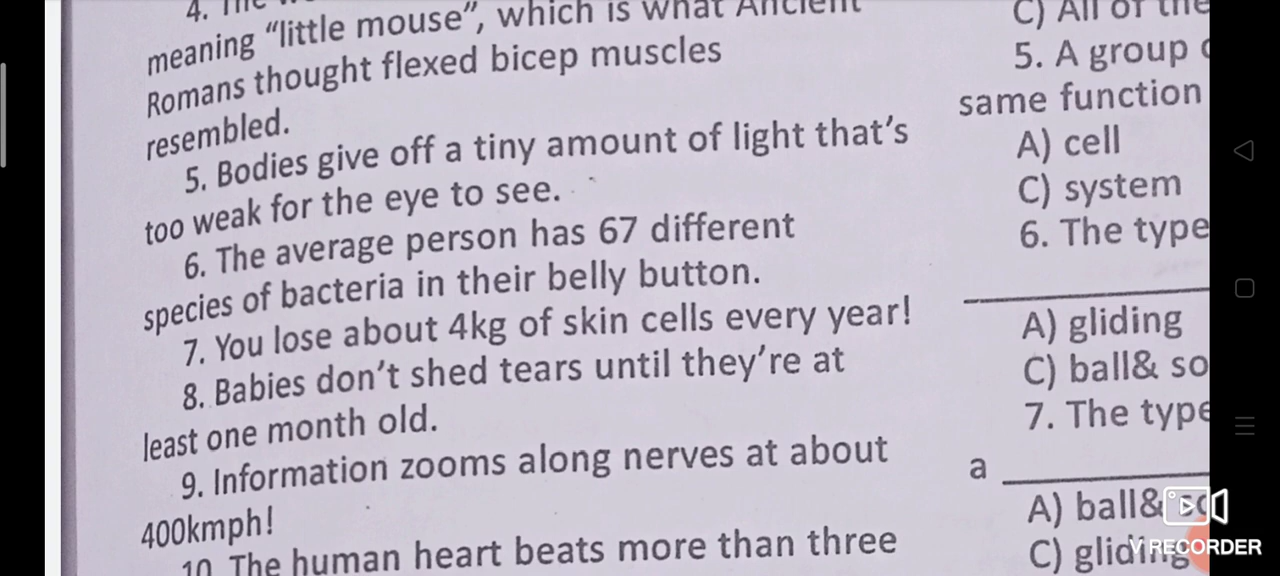 4. The
meaning “little mouse”, which is what Ancient
Romans thought flexed bicep muscles
resembled.
5. Bodies give off a tiny amount of light that’s
too weak for the eye to see.
6. The average person has 67 different
species of bacteria in their belly button.
7. You lose about 4kg of skin cells every year!
8. Babies don’t shed tears until they’re at
least one month old.
9. Information zooms along nerves at about
400kmph!
10. The human heart beats more than three
C) All of the
5. A group
same function
A) cell
C) system
6. The type
A) gliding
C) ball& so
7. The type
a
A) ball& so
C) gliding
V RECORDER